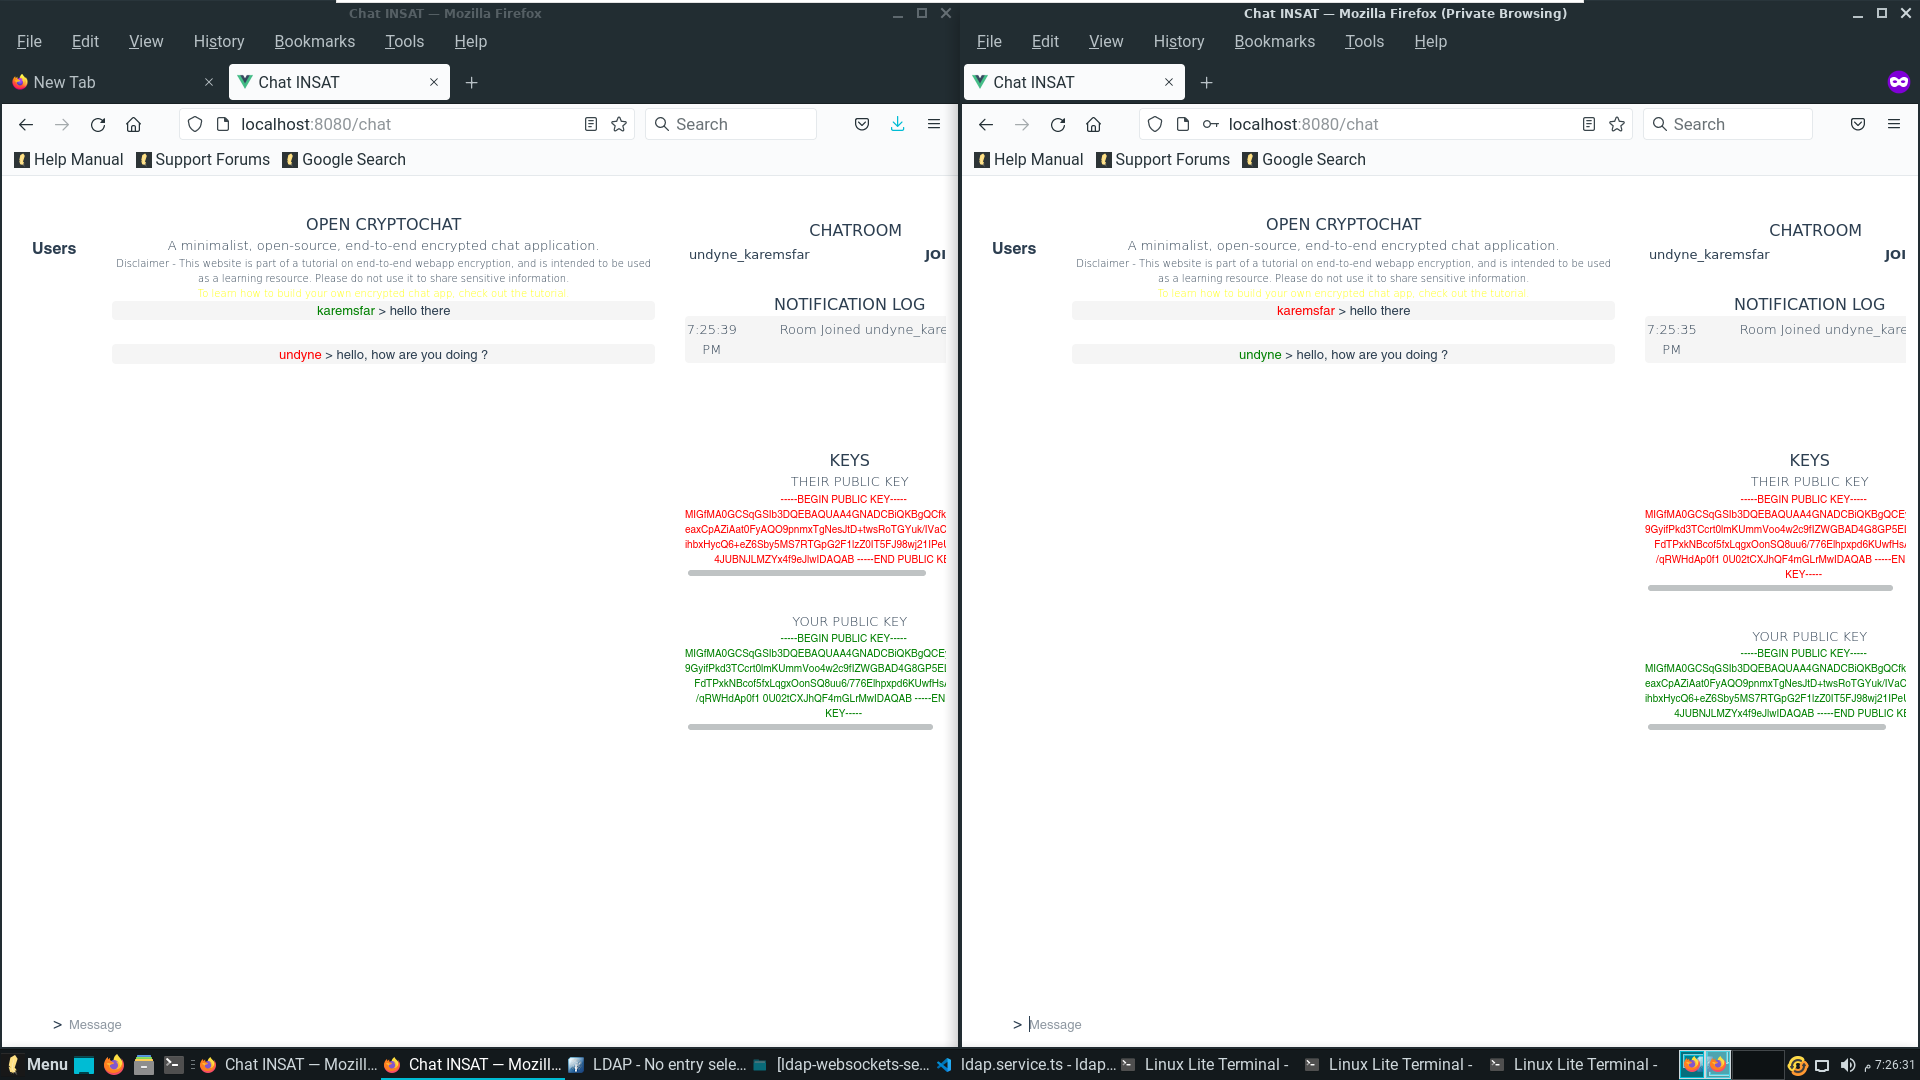 Chat INSAT — Mozilla Firefox
File Edit View History Bookmarks Tools Help
New Tab
Chat INSAT
localhost:8080/chat
Search
Help Manual Support Forums Google Search
Users
OPEN CRYPTOCHAT
A minimalist, open-source, end-to-end encrypted chat application.
Disclaimer - This website is part of a tutorial on end-to-end webapp encryption, and is intended to be used
as a learning resource. Please do not use it to share sensitive information.
To learn how to build your own encrypted chat app, check out the tutorial
karemsfar > hello there
undyne > hello, how are you doing ?
CHATROOM
undyne_karemsfar JOI
NOTIFICATION LOG
7:25:39 PM Room Joined undyne_kare
KEYS
THEIR PUBLIC KEY
-----BEGIN PUBLIC KEY-----
MIGfMA0GCSqGSIb3DQEBAQUAA4GNADCBiQKBgQCfk
eaxCpAZiAat0FyAQO9pnmxTgNesJtD+twsRoTGYuk/IVaC
ihbxHycQ6+eZ6Sby5MS7RTGpG2F1IzZ0IT5FJ98wj21IPeU
4JUBNJLMZYx4f9eJlwIDAQAB -----END PUBLIC KE
YOUR PUBLIC KEY
-----BEGIN PUBLIC KEY-----
MIGfMA0GCSqGSIb3DQEBAQUAA4GNADCBiQKBgQCE
9GyifPkd3TCcrt0lmKUmmVoo4w2c9fIZWGBAD4G8GP5El
FdTPxkNBcof5fxLqgxOonSQ8uu6/776Elhpxpd6KUwfHs
/qRWHdAp0f1 0U02tCXJhQF4mGLrMwIDAQAB -----EN
KEY-----
> Message
Chat INSAT — Mozilla Firefox (Private Browsing)
File Edit View History Bookmarks Tools Help
Chat INSAT
localhost:8080/chat
Search
Help Manual Support Forums Google Search
Users
OPEN CRYPTOCHAT
A minimalist, open-source, end-to-end encrypted chat application.
Disclaimer - This website is part of a tutorial on end-to-end webapp encryption, and is intended to be used
as a learning resource. Please do not use it to share sensitive information.
To learn how to build your own encrypted chat app, check out the tutorial
karemsfar > hello there
undyne > hello, how are you doing ?
CHATROOM
undyne_karemsfar JOI
NOTIFICATION LOG
7:25:35 PM Room Joined undyne_kare
KEYS
THEIR PUBLIC KEY
-----BEGIN PUBLIC KEY-----
MIGfMA0GCSqGSIb3DQEBAQUAA4GNADCBiQKBgQCE
9GyifPkd3TCcrt0lmKUmmVoo4w2c9fIZWGBAD4G8GP5El
FdTPxkNBcof5fxLqgxOonSQ8uu6/776Elhpxpd6KUwfHs
/qRWHdAp0f1 0U02tCXJhQF4mGLrMwIDAQAB -----EN
KEY-----
YOUR PUBLIC KEY
-----BEGIN PUBLIC KEY-----
MIGfMA0GCSqGSIb3DQEBAQUAA4GNADCBiQKBgQCfk
eaxCpAZiAat0FyAQO9pnmxTgNesJtD+twsRoTGYuk/IVaC
ihbxHycQ6+eZ6Sby5MS7RTGpG2F1IzZ0IT5FJ98wj21IPeU
4JUBNJLMZYx4f9eJlwIDAQAB -----END PUBLIC KE
> Message
Menu Chat INSAT — Mozill... Chat INSAT — Mozill... LDAP - No entry sele... [ldap-websockets-se... ldap.service.ts - ldap... Linux Lite Terminal - Linux Lite Terminal - Linux Lite Terminal - 7:26:31 م